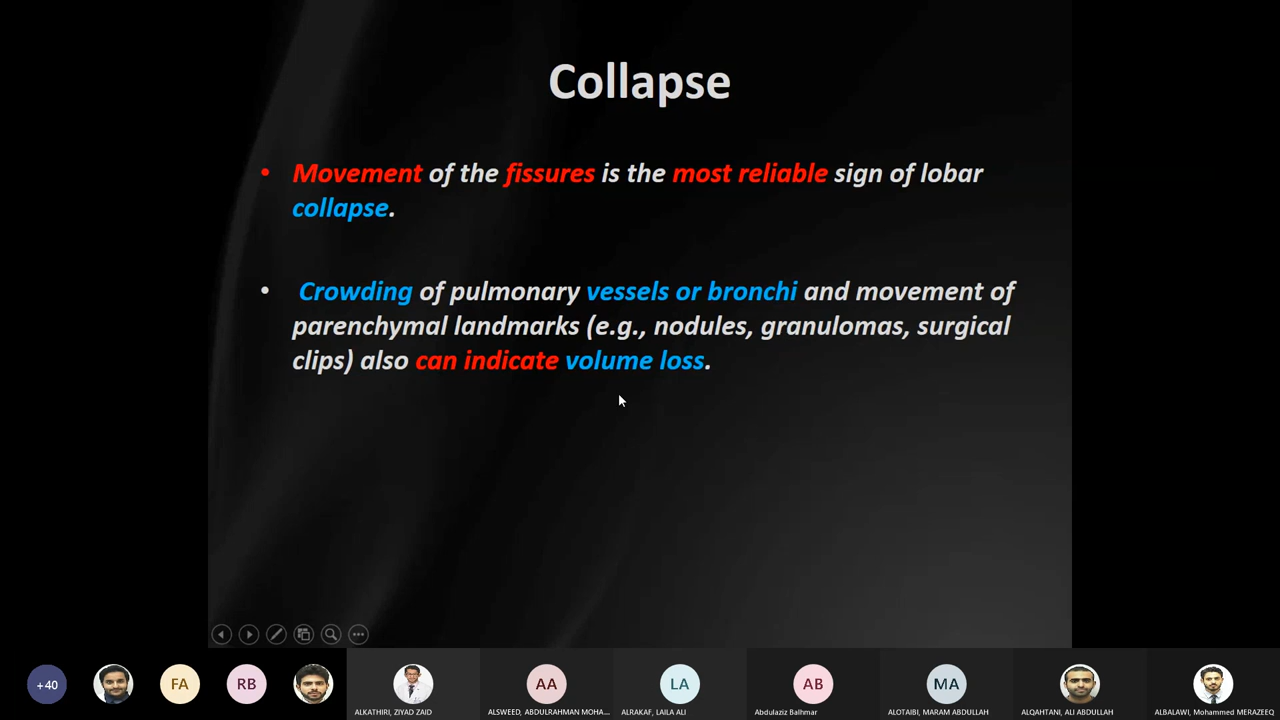 Collapse
• Movement of the fissures is the most reliable sign of lobar
collapse.
• Crowding of pulmonary vessels or bronchi and movement of
parenchymal landmarks (e.g., nodules, granulomas, surgical
clips) also can indicate volume loss.
+40
FA
RB
AA
LA
AB
MA
ALKATHIRI, ZIYAD ZAID
ALSWEED, ABDULRAHMAN MOHA...
ALRAKAF, LAILA ALI
Abdulaziz Balhmar
ALOTAIBI, MARAM ABDULLAH
ALQAHTANI, ALI ABDULLAH
ALBALAWI, Mohammed MERAZEEQ